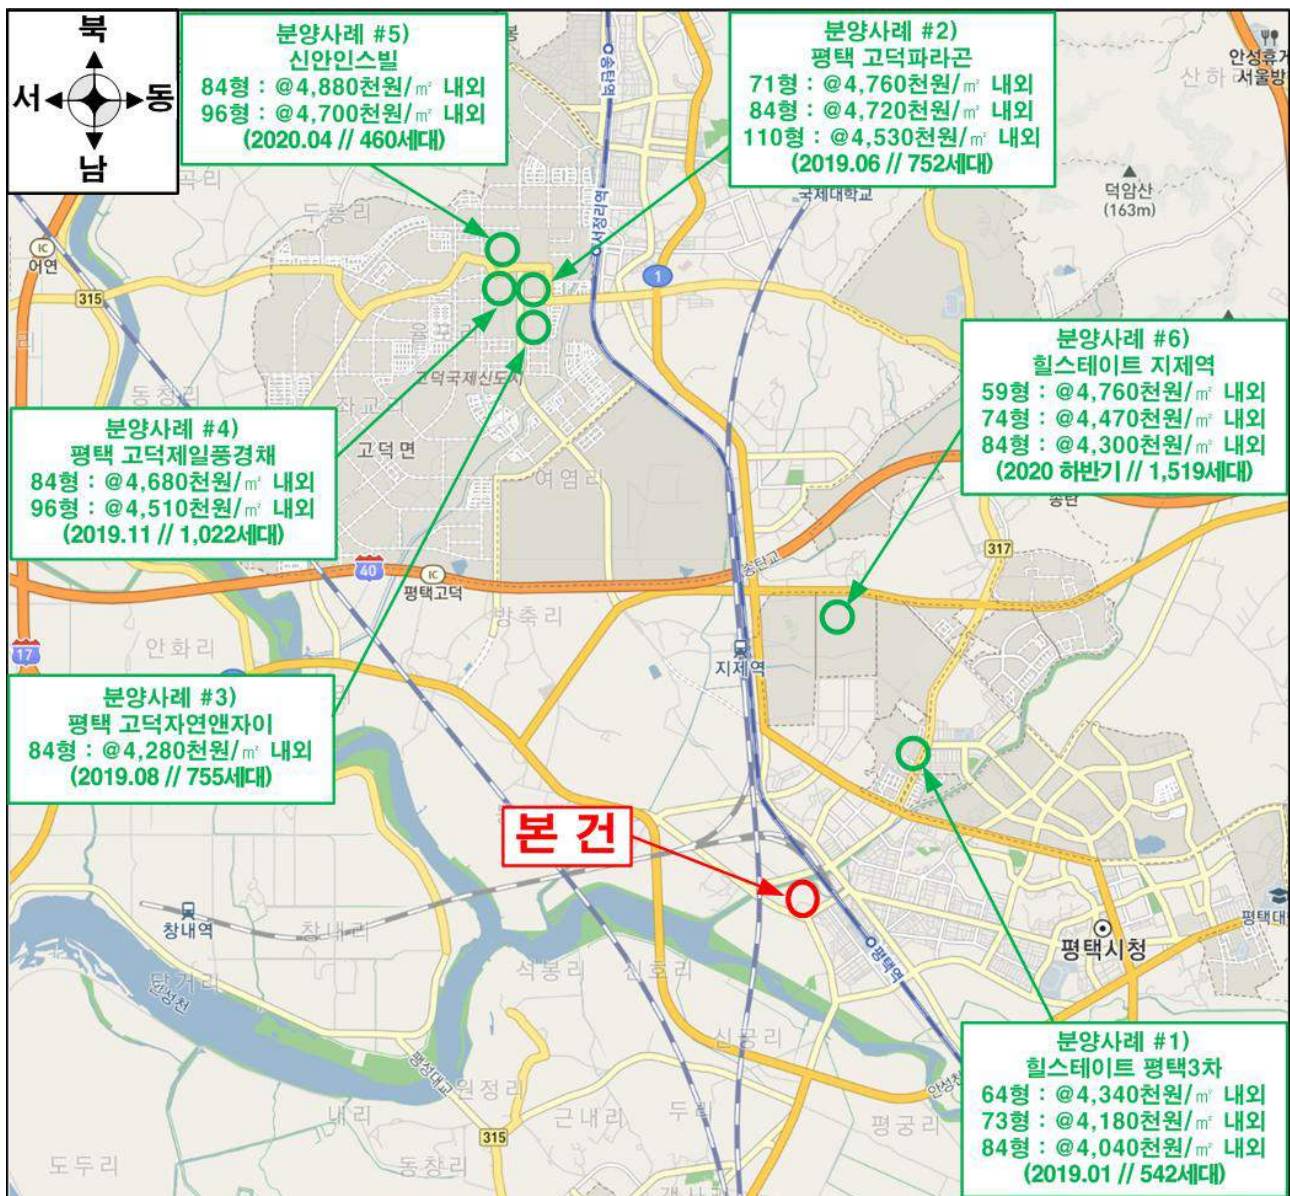 북
서
동
남
분양사례 #5)
신안인스빌
84형 : @4,880천원/㎡ 내외
96형 : @4,700천원/㎡ 내외
(2020.04 // 460세대)
분양사례 #2)
평택 고덕파라곤
71형 : @4,760천원/㎡ 내외
84형 : @4,720천원/㎡ 내외
110형 : @4,530천원/㎡ 내외
(2019.06 // 752세대)
송탄역
산하
덕암산
(163m)
국제대학교
두릉리
서정리역
1
IC
어연
315
고덕국제신도시
동청리
좌교리
고덕면
여염리
분양사례 #6)
힐스테이트 지제역
59형 : @4,760천원/㎡ 내외
74형 : @4,470천원/㎡ 내외
84형 : @4,300천원/㎡ 내외
(2020 하반기 // 1,519세대)
송탄
317
분양사례 #4)
평택 고덕제일풍경채
84형 : @4,680천원/㎡ 내외
96형 : @4,510천원/㎡ 내외
(2019.11 // 1,022세대)
40
IC
평택고덕
송탄교
방축리
안화리
17
지제역
분양사례 #3)
평택 고덕자연앤자이
84형 : @4,280천원/㎡ 내외
(2019.08 // 755세대)
본 건
창내역
창내리
석봉리
신호리
평택역
평택시청
평택대
안성천
팽성대교
신궁리
안성천
원정리
내리
근내리
두리
평궁리
315
도두리
동창리
분양사례 #1)
힐스테이트 평택3차
64형 : @4,340천원/㎡ 내외
73형 : @4,180천원/㎡ 내외
84형 : @4,040천원/㎡ 내외
(2019.01 // 542세대)